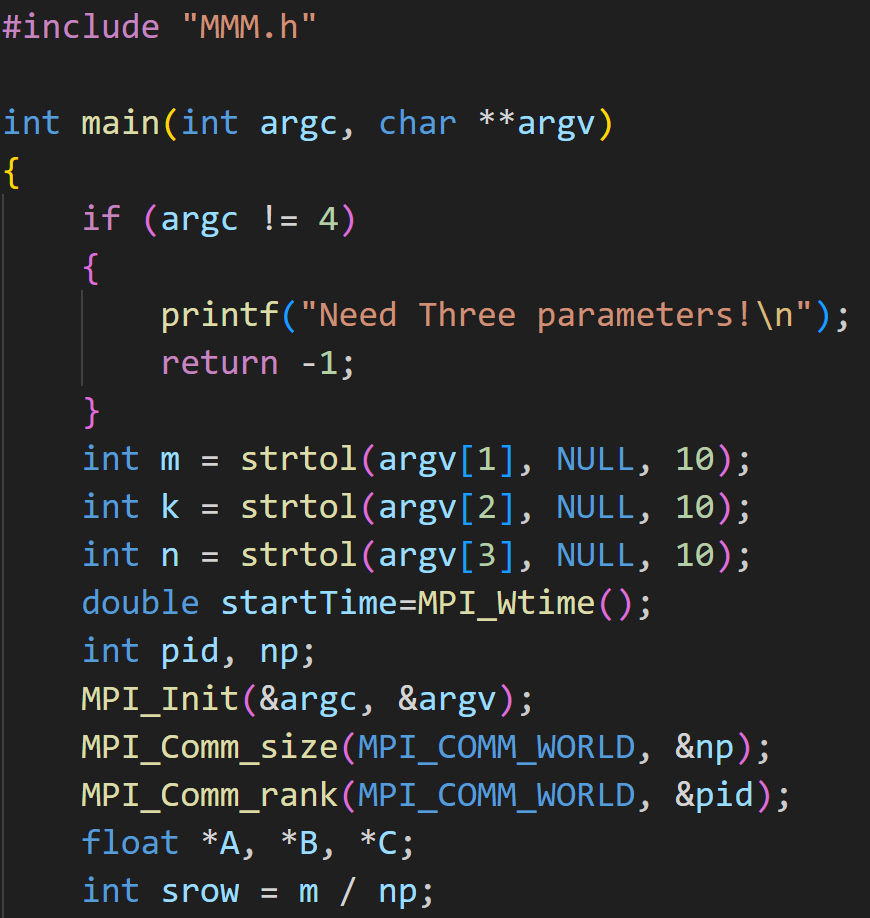 #include "MMM.h"

int main(int argc, char **argv)
{
    if (argc != 4)
    {
        printf("Need Three parameters!\n");
        return -1;
    }
    int m = strtol(argv[1], NULL, 10);
    int k = strtol(argv[2], NULL, 10);
    int n = strtol(argv[3], NULL, 10);
    double startTime=MPI_Wtime();
    int pid, np;
    MPI_Init(&argc, &argv);
    MPI_Comm_size(MPI_COMM_WORLD, &np);
    MPI_Comm_rank(MPI_COMM_WORLD, &pid);
    float *A, *B, *C;
    int srow = m / np;